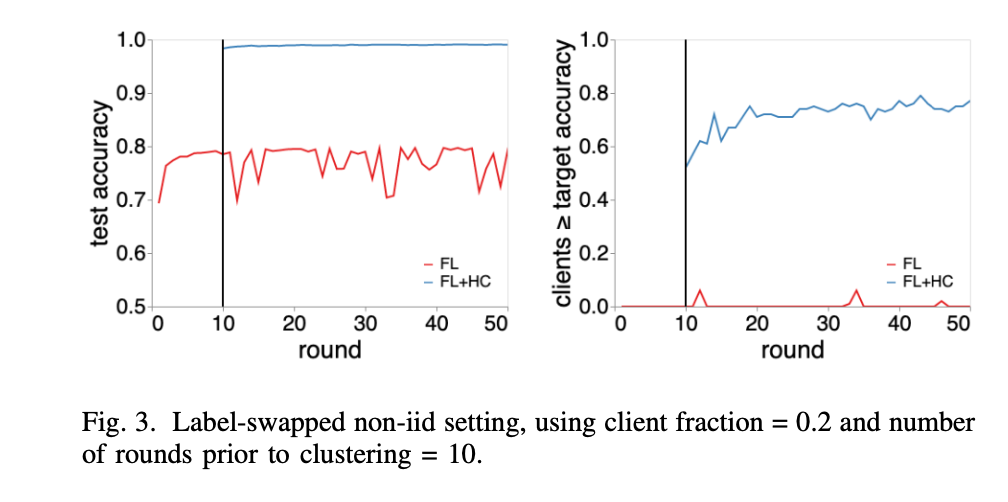 1.0
0.9
0.8
0.7
0.6
0.5
test accuracy
0 10 20 30 40 50
round
FL
FL+HC
1.0
0.8
0.6
0.4
0.2
0.0
clients ≥ target accuracy
0 10 20 30 40 50
round
FL
FL+HC
Fig. 3. Label-swapped non-iid setting, using client fraction = 0.2 and number
of rounds prior to clustering = 10.